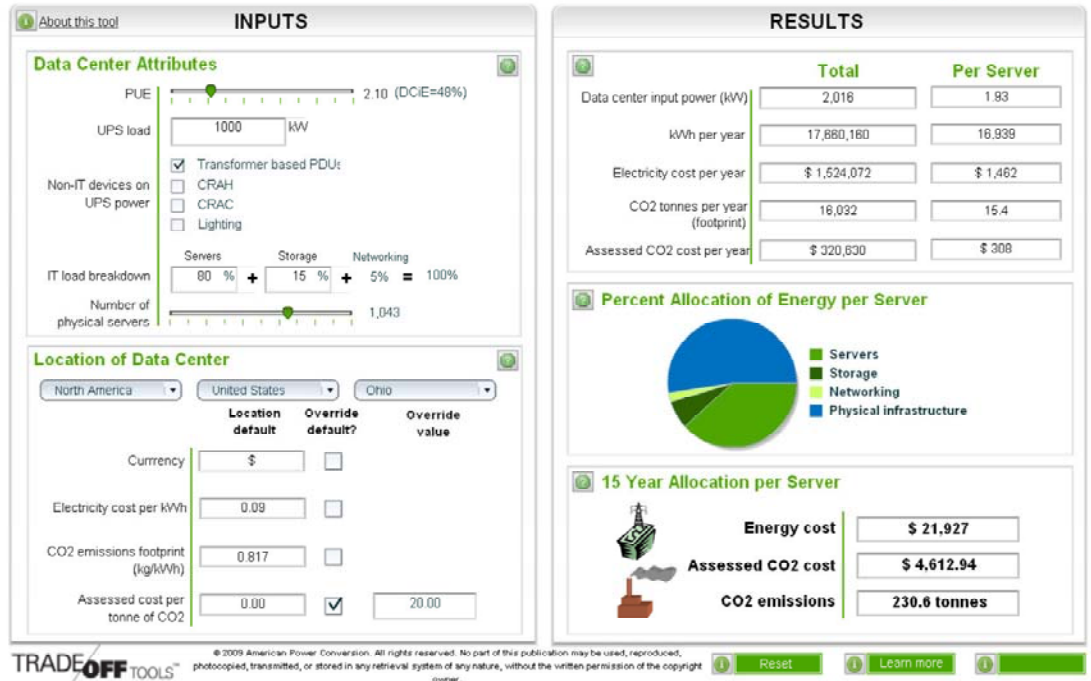 About this tool
INPUTS
Data Center Attributes
PUE
2.10 (DCiE=48%)
UPS load
1000
kW
Non-IT devices on
UPS power
Transformer based PDUs
CRAH
CRAC
Lighting
Servers
Storage
Networking
IT load breakdown
80 % + 15 % + 5% = 100%
Number of
physical servers
1,043
Location of Data Center
North America
United States
Ohio
Location
default
Override
default?
Override
value
Currrency
$
Electricity cost per kWh
0.09
CO2 emissions footprint
(kg/kWh)
0.817
Assessed cost per
tonne of CO2
0.00
20.00
RESULTS
Total
Per Server
Data center input power (kW)
2,016
1.93
kWh per year
17,660,160
16,939
Electricity cost per year
$ 1,524,072
$ 1,462
CO2 tonnes per year
(footprint)
16,032
15.4
Assessed CO2 cost per year
$ 320,630
$ 308
Percent Allocation of Energy per Server
Servers
Storage
Networking
Physical infrastructure
15 Year Allocation per Server
Energy cost
$ 21,927
Assessed CO2 cost
$ 4,612.94
CO2 emissions
230.6 tonnes
TRADE OFF TOOLS™
© 2009 American Power Conversion. All rights reserved. No part of this publication may be used, reproduced,
photocopied, transmitted, or stored in any retrieval system of any nature, without the written permission of the copyright
owner.
Reset
Learn more